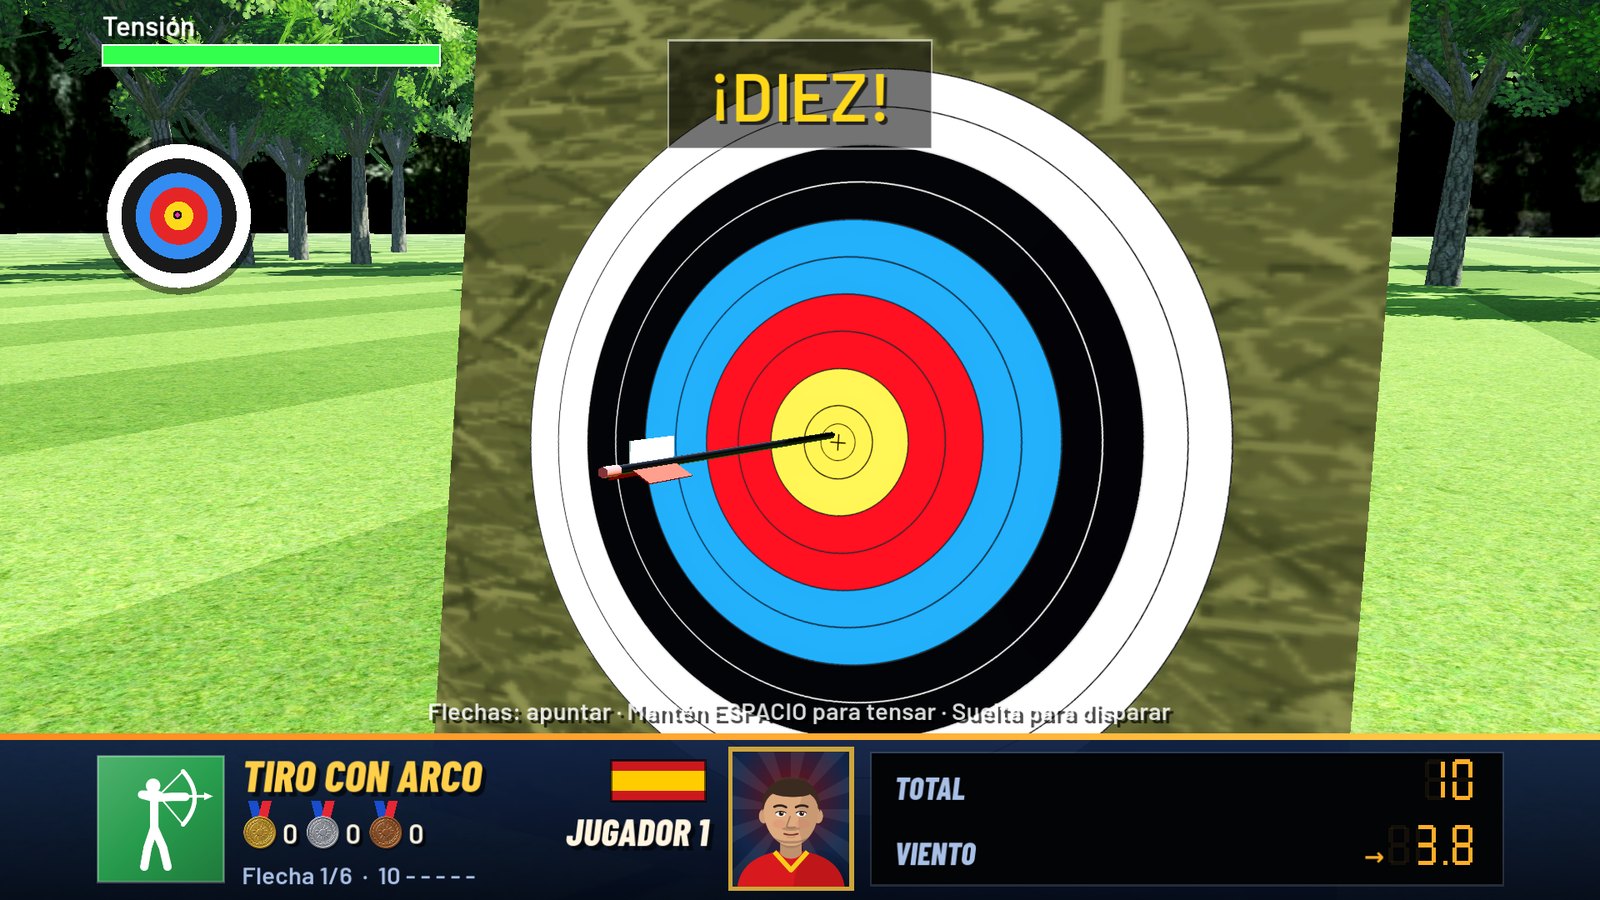 Tensión
¡DIEZ!
Flechas: apuntar · Mantén ESPACIO para tensar · Suelta para disparar
TIRO CON ARCO
0 0 0
Flecha 1/6 · 10 - - - - -
JUGADOR 1
TOTAL 10
VIENTO → 3.8